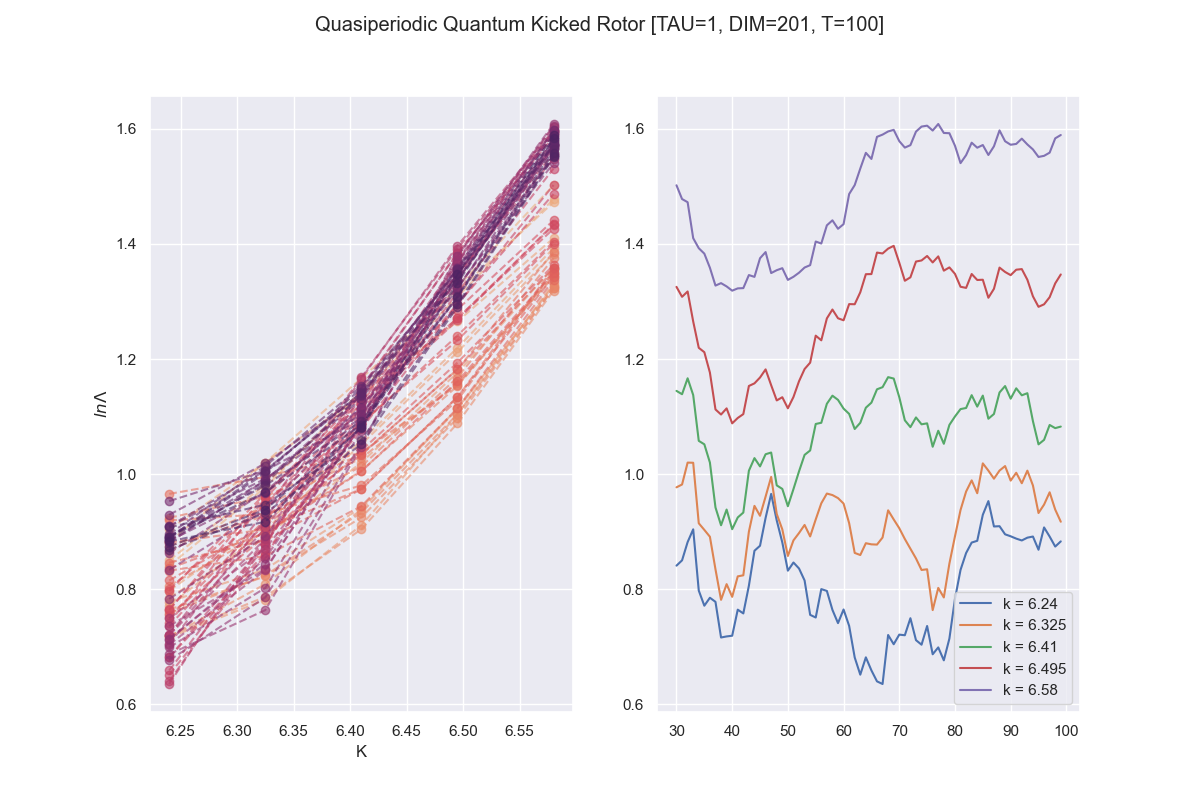 Quasiperiodic Quantum Kicked Rotor [TAU=1, DIM=201, T=100]
1.6
1.4
1.2
1.0
0.8
0.6
lnΛ
6.25 6.30 6.35 6.40 6.45 6.50 6.55
K
1.6
1.4
1.2
1.0
0.8
0.6
k = 6.24
k = 6.325
k = 6.41
k = 6.495
k = 6.58
30 40 50 60 70 80 90 100